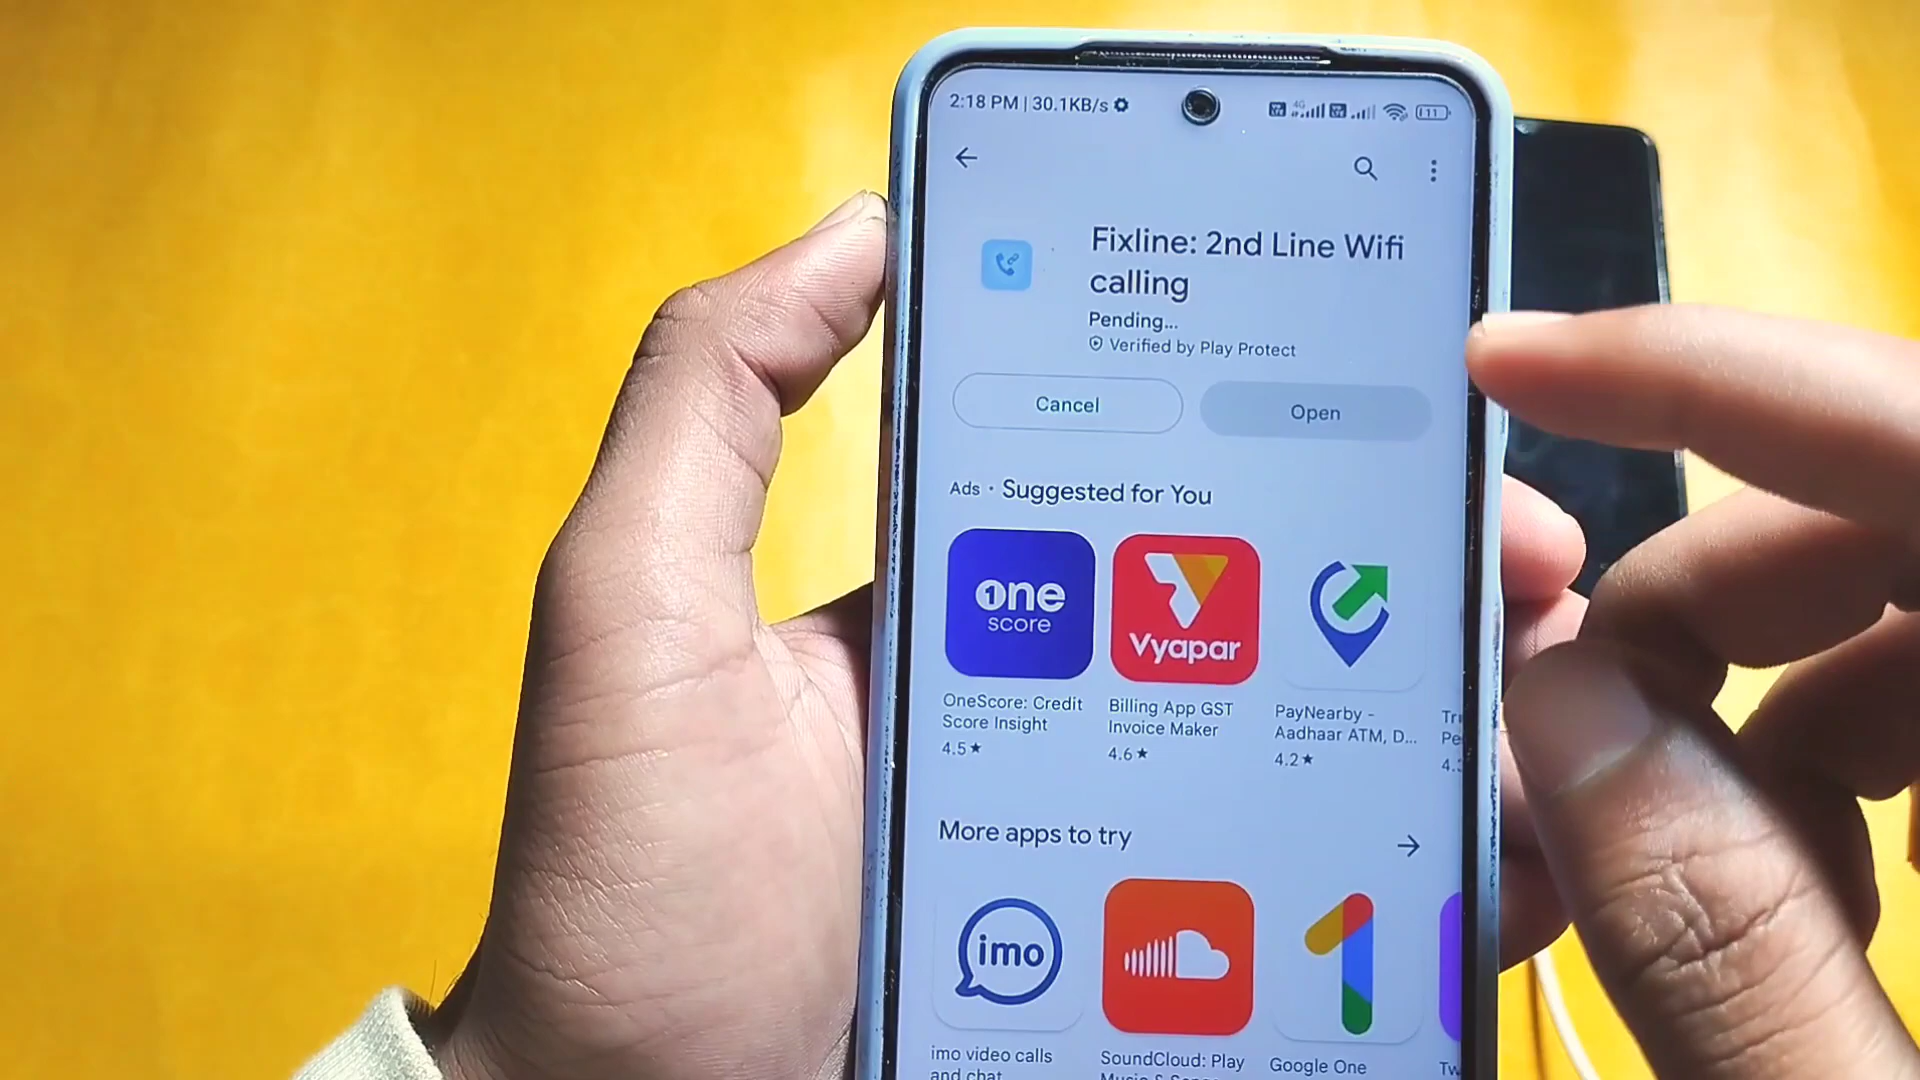 2:18 PM | 30.1KB/s
4G
11
Fixline: 2nd Line Wifi
calling
Pending...
Verified by Play Protect
Cancel
Open
Ads · Suggested for You
one
score
Vyapar
OneScore: Credit
Score Insight
4.5★
Billing App GST
Invoice Maker
4.6★
PayNearby -
Aadhaar ATM, D...
4.2★
More apps to try
imo
imo video calls
and chat
SoundCloud: Play
Google One